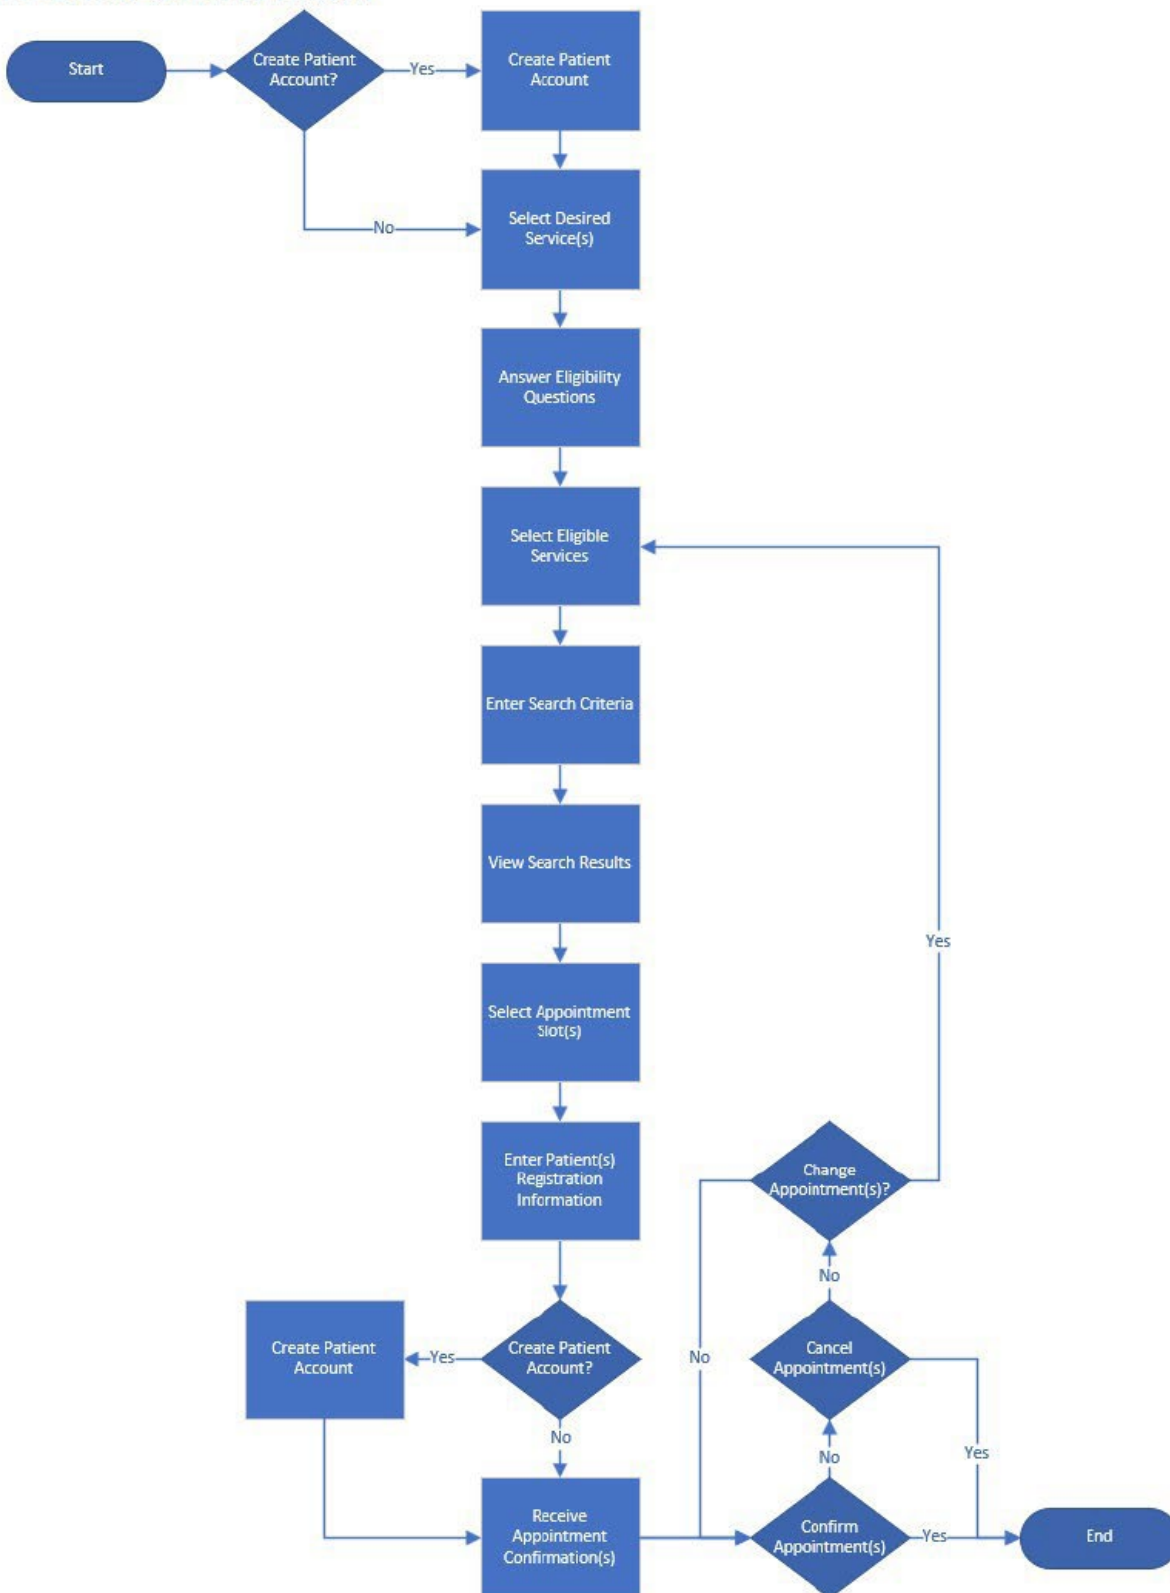 Start
Create Patient
Account?
Yes
Create Patient
Account
No
Select Desired
Service(s)
Answer Eligibility
Questions
Select Eligible
Services
Enter Search Criteria
View Search Results
Yes
Select Appointment
Slot(s)
Enter Patient(s)
Registration
Information
Change
Appointment(s)?
No
Create Patient
Account
Yes
Create Patient
Account?
No
Cancel
Appointment(s)
No
No
Yes
Receive
Appointment
Confirmation(s)
Confirm
Appointment(s)
Yes
End